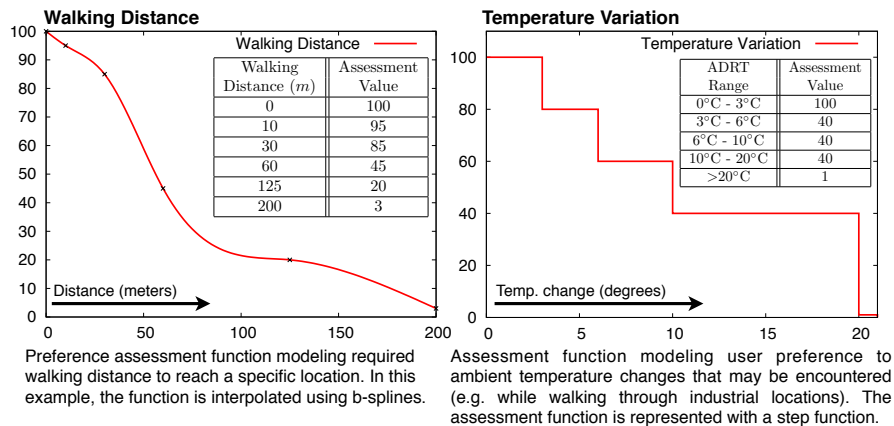 Walking Distance
100
90
80
70
60
50
40
30
20
10
0
0
50
100
150
200
Walking Distance
Walking Distance (m) Assessment Value
0 100
10 95
30 85
60 45
125 20
200 3
Distance (meters)
Preference assessment function modeling required
walking distance to reach a specific location. In this
example, the function is interpolated using b-splines.
Temperature Variation
100
80
60
40
20
0
0
5
10
15
20
Temperature Variation
ADRT Range Assessment Value
0°C - 3°C 100
3°C - 6°C 40
6°C - 10°C 40
10°C - 20°C 40
>20°C 1
Temp. change (degrees)
Assessment function modeling user preference to
ambient temperature changes that may be encountered
(e.g. while walking through industrial locations). The
assessment function is represented with a step function.